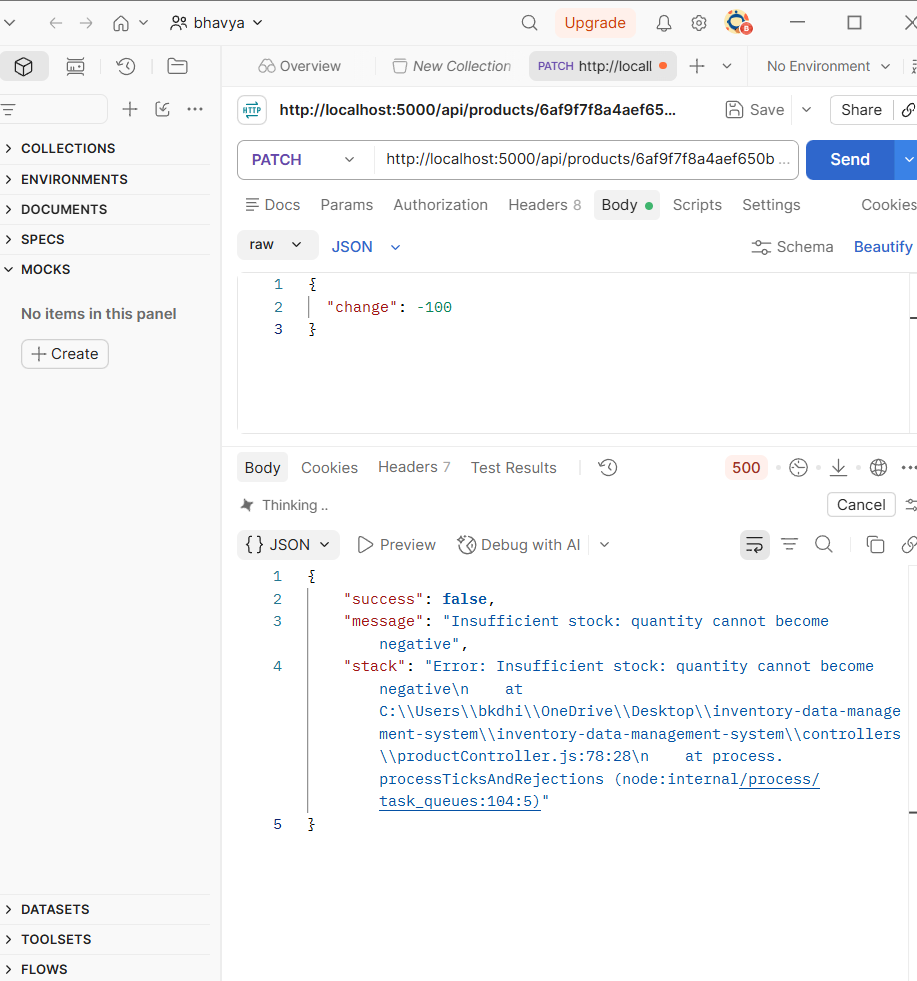 bhavya
Upgrade
6
Overview
New Collection
PATCH http://locall
No Environment
HTTP
http://localhost:5000/api/products/6af9f7f8a4aef65...
Save
Share
COLLECTIONS
ENVIRONMENTS
DOCUMENTS
SPECS
MOCKS
No items in this panel
Create
PATCH
http://localhost:5000/api/products/6af9f7f8a4aef650b ...
Send
Docs
Params
Authorization
Headers 8
Body
Scripts
Settings
Cookies
raw
JSON
Schema
Beautify
1 {
2 "change": -100
3 }
Body
Cookies
Headers 7
Test Results
500
Thinking ..
Cancel
{} JSON
Preview
Debug with AI
1 {
2 "success": false,
3 "message": "Insufficient stock: quantity cannot become
negative",
4 "stack": "Error: Insufficient stock: quantity cannot become
negative\n    at
C:\\Users\\bkdhi\\OneDrive\\Desktop\\inventory-data-manage
ment-system\\inventory-data-management-system\\controllers
\\productController.js:78:28\n    at process.
processTicksAndRejections (node:internal/process/
task_queues:104:5)"
5 }
DATASETS
TOOLSETS
FLOWS